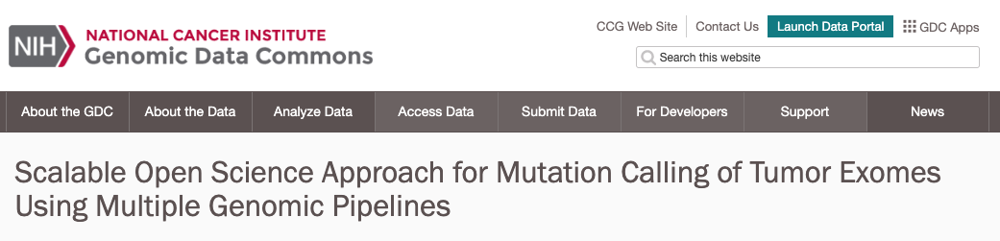 CCG Web Site Contact Us Launch Data Portal GDC Apps
NIH NATIONAL CANCER INSTITUTE
Genomic Data Commons
Search this website
About the GDC About the Data Analyze Data Access Data Submit Data For Developers Support News
Scalable Open Science Approach for Mutation Calling of Tumor Exomes
Using Multiple Genomic Pipelines